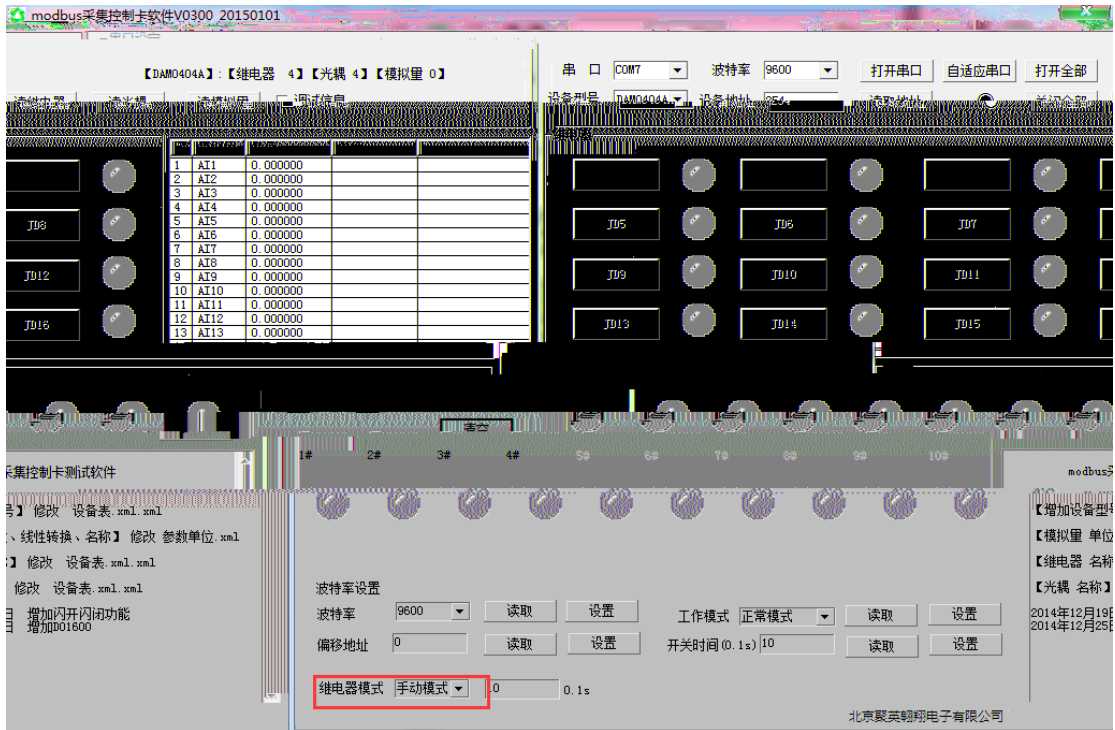 modbus采集控制卡软件V0300 20150101
【DAM0404A】:【继电器 4】【光耦 4】【模拟量 0】
串 口 COM7 波特率 9600 打开串口 自适应串口 打开全部
调试信息
设备型号 DAM0404A 设备地址 254
1 AI1 0.000000
2 AI2 0.000000
3 AI3 0.000000
4 AI4 0.000000
5 AI5 0.000000
6 AI6 0.000000
7 AI7 0.000000
8 AI8 0.000000
9 AI9 0.000000
10 AI10 0.000000
11 AI11 0.000000
12 AI12 0.000000
13 AI13 0.000000
JD8 JD5 JD6 JD7
JD12 JD9 JD10 JD11
JD16 JD13 JD14 JD15
清空
1# 2# 3# 4# 5# 6# 7# 8# 9# 10#
采集控制卡测试软件
号】 修改 设备表.xml.xml
、线性转换、名称】 修改 参数单位.xml
】 修改 设备表.xml.xml
修改 设备表.xml.xml
日 增加闪开闪闭功能
日 增加DO1600
波特率设置
波特率 9600 读取 设置 工作模式 正常模式 读取 设置
偏移地址 0 读取 设置 开关时间(0.1s) 10 读取 设置
继电器模式 手动模式 0 0.1s
北京聚英翱翔电子有限公司
modbus采
【增加设备型号
【模拟量 单位
【继电器 名称
【光耦 名称】
2014年12月19日
2014年12月25日